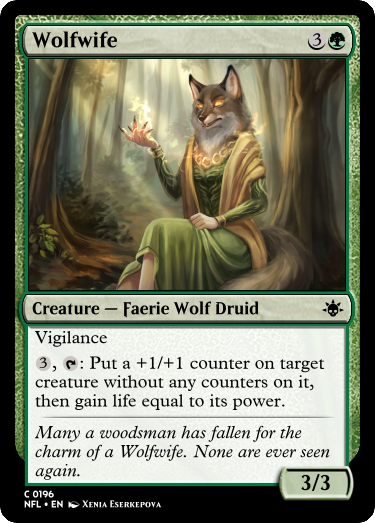 Wolfwife 3
Creature — Faerie Wolf Druid
Vigilance
3, : Put a +1/+1 counter on target
creature without any counters on it,
then gain life equal to its power.
Many a woodsman has fallen for the
charm of a Wolfwife. None are ever seen
again.
3/3
C 0196
NFL • EN Xenia Eserkepova